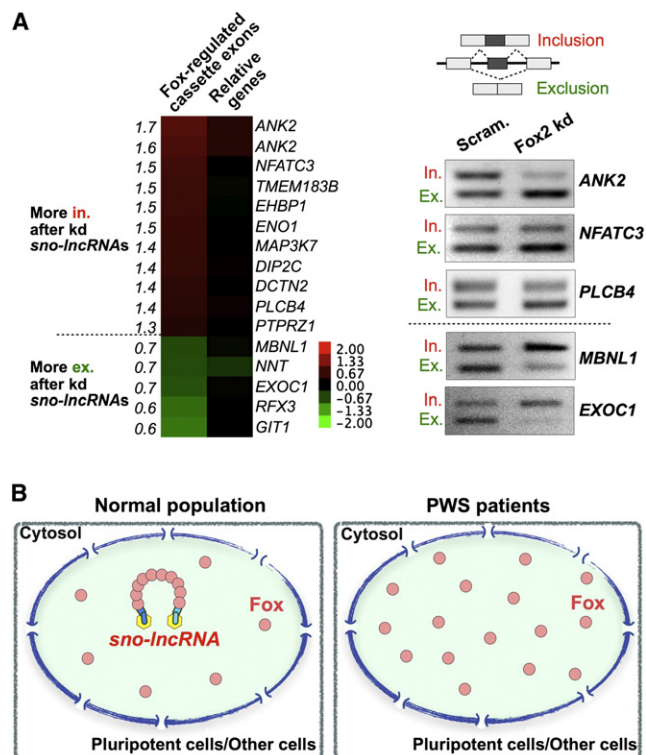 A
Fox-regulated
cassette exons
Relative
genes
1.7 ANK2
1.6 ANK2
1.5 NFATC3
1.5 TMEM183B
1.5 EHBP1
1.5 ENO1
1.4 MAP3K7
1.4 DIP2C
1.4 DCTN2
1.4 PLCB4
1.3 PTPRZ1
0.7 MBNL1
0.7 NNT
0.7 EXOC1
0.6 RFX3
0.6 GIT1
More in.
after kd
sno-lncRNAs
More ex.
after kd
sno-lncRNAs
2.00
1.33
0.67
0.00
-0.67
-1.33
-2.00
Inclusion
Exclusion
Scram.
Fox2 kd
In.
Ex.
ANK2
In.
Ex.
NFATC3
In.
Ex.
PLCB4
In.
Ex.
MBNL1
In.
Ex.
EXOC1
B
Normal population
Cytosol
Fox
sno-lncRNA
Pluripotent cells/Other cells
PWS patients
Cytosol
Fox
Pluripotent cells/Other cells